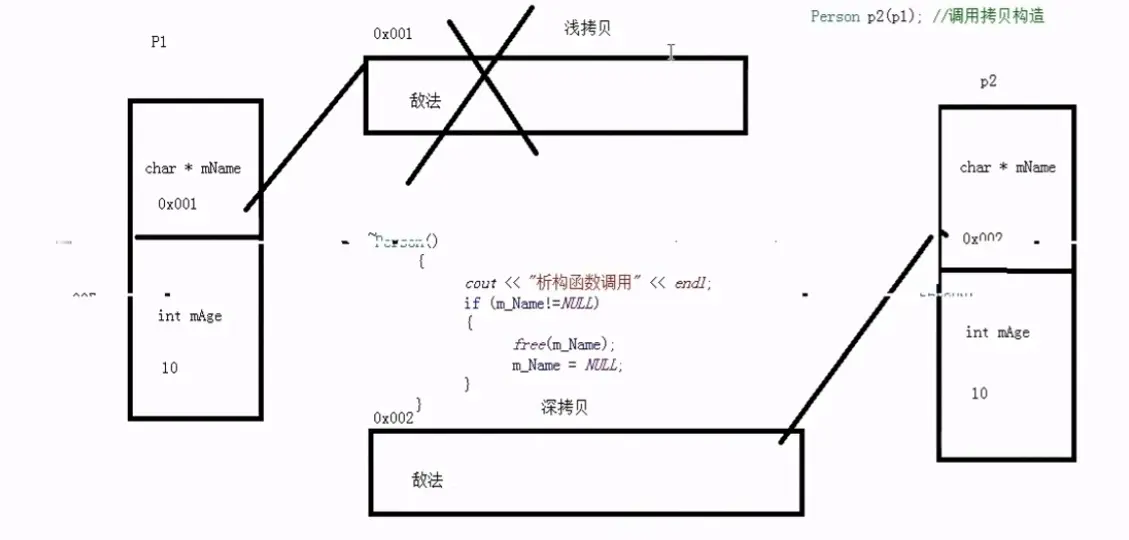 Person p2(p1); //调用拷贝构造
浅拷贝
0x001
P1
敌法
p2
char * mName
0x001
char * mName
0x002
~Person()
{
cout << "析构函数调用" << endl;
if (m_Name!=NULL)
{
free(m_Name);
m_Name = NULL;
}
}
int mAge
10
int mAge
10
深拷贝
0x002
敌法